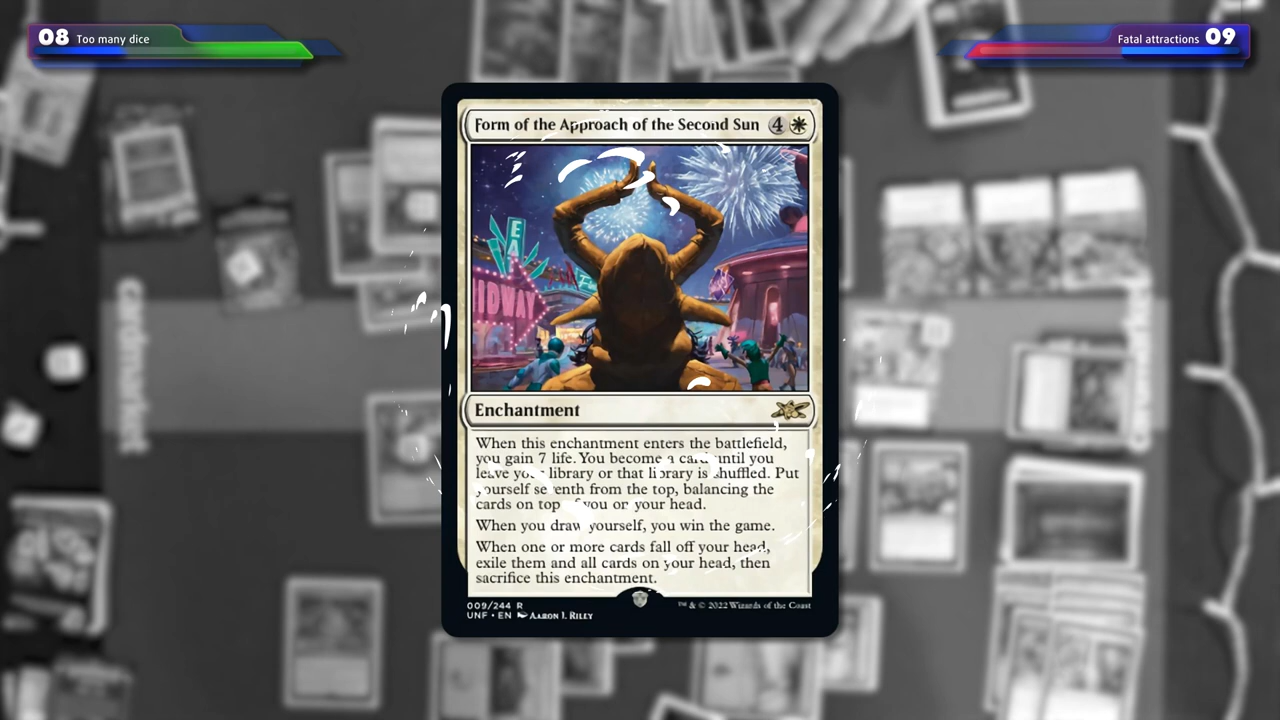 08 Too many dice
Fatal attractions 09
Form of the Approach of the Second Sun 4
EA
MIDWAY
Enchantment
When this enchantment enters the battlefield,
you gain 7 life. You become a card until you
leave your library or that library is shuffled. Put
yourself seventh from the top, balancing the
cards on top of you on your head.
When you draw yourself, you win the game.
When one or more cards fall off your head,
exile them and all cards on your head, then
sacrifice this enchantment.
009/244 R
UNF • EN Aaron J. Riley
™ & © 2022 Wizards of the Coast
cardmarket